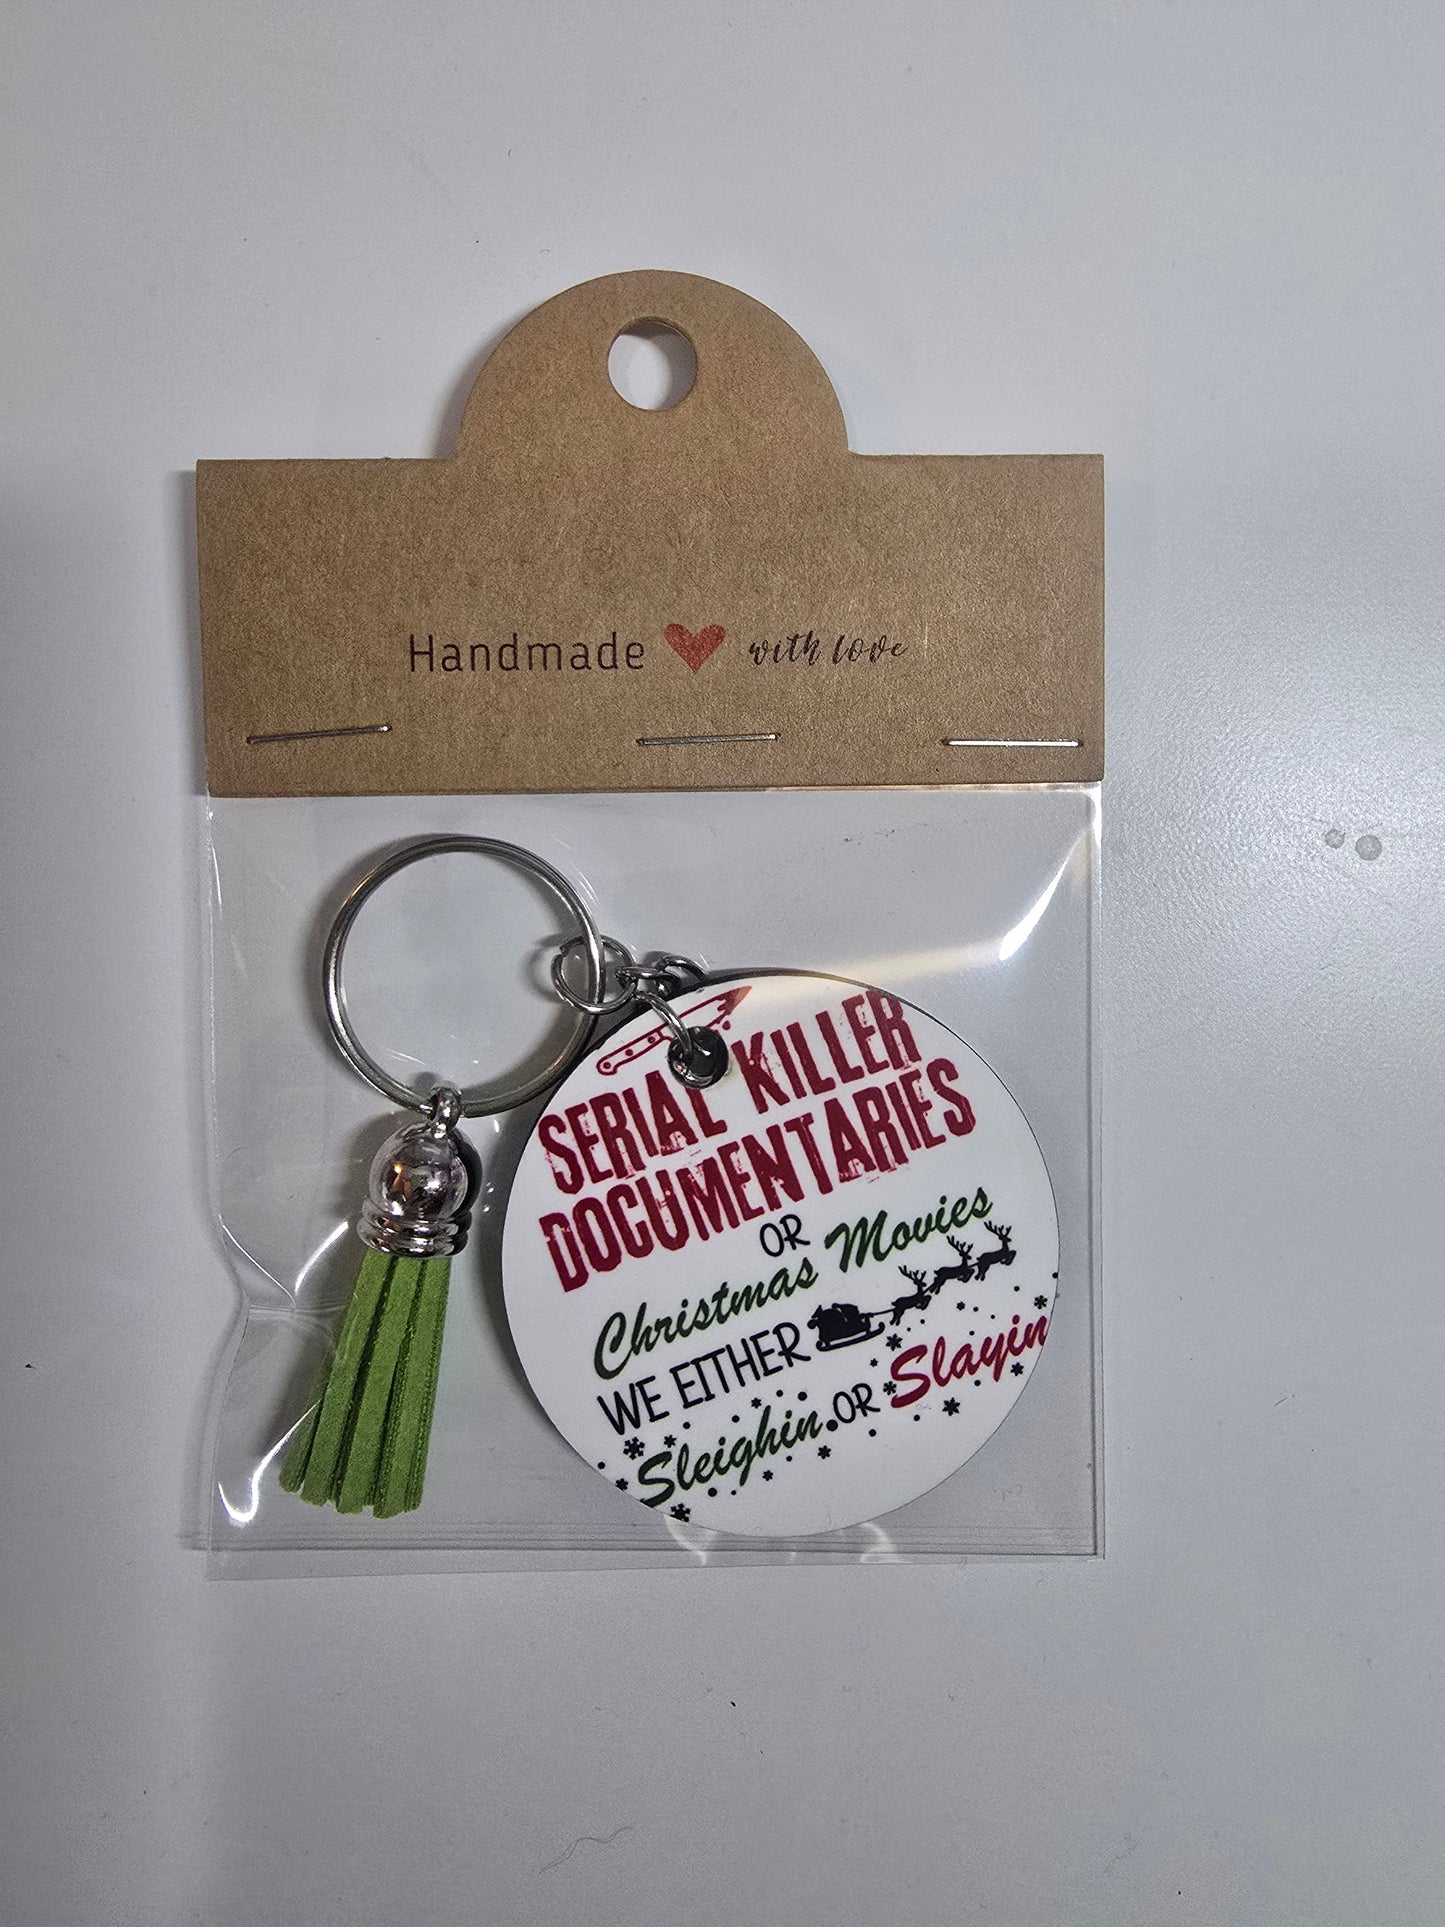 Handmade with love
SERIAL KILLER
DOCUMENTARIES
OR
Christmas Movies
WE EITHER
Sleighin OR Slayin